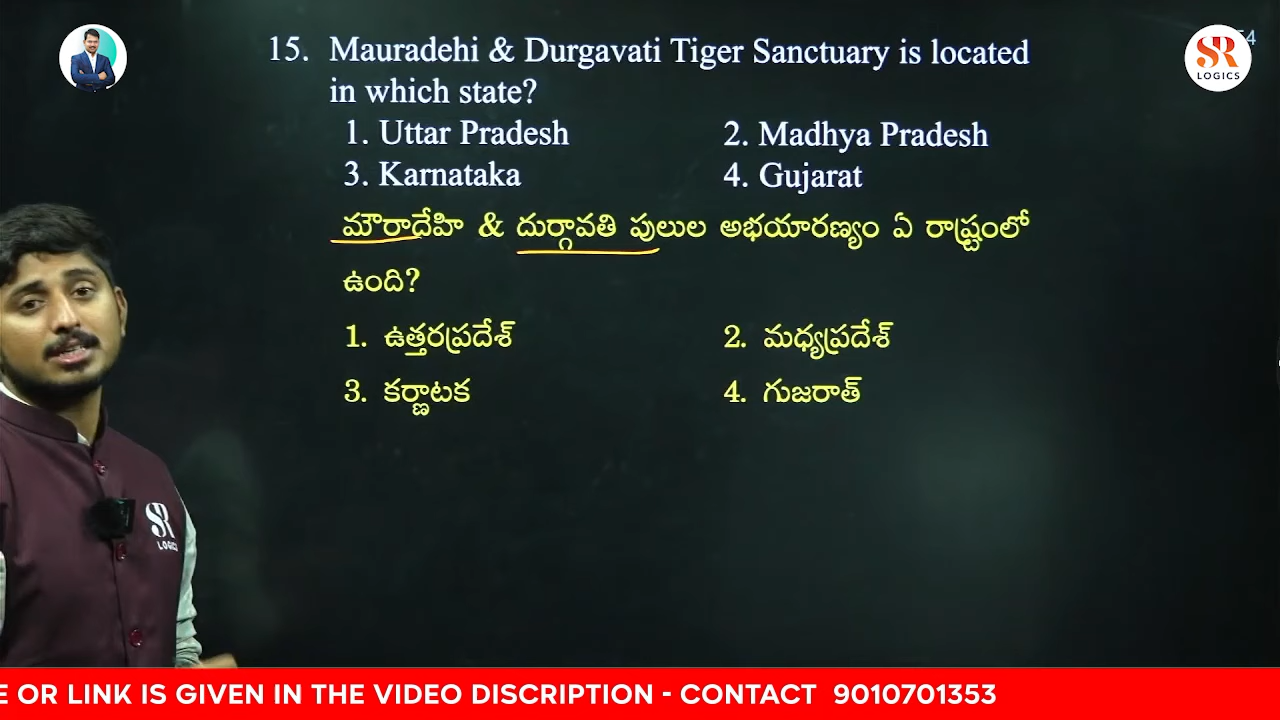 SR
LOGICS
15. Mauradehi & Durgavati Tiger Sanctuary is located
in which state?
1. Uttar Pradesh 2. Madhya Pradesh
3. Karnataka 4. Gujarat
మౌరాదేహి & దుర్గావతి పులుల అభయారణ్యం ఏ రాష్ట్రంలో
ఉంది?
1. ఉత్తరప్రదేశ్ 2. మధ్యప్రదేశ్
3. కర్ణాటక 4. గుజరాత్
SR
LOGICS
E OR LINK IS GIVEN IN THE VIDEO DISCRIPTION - CONTACT 9010701353